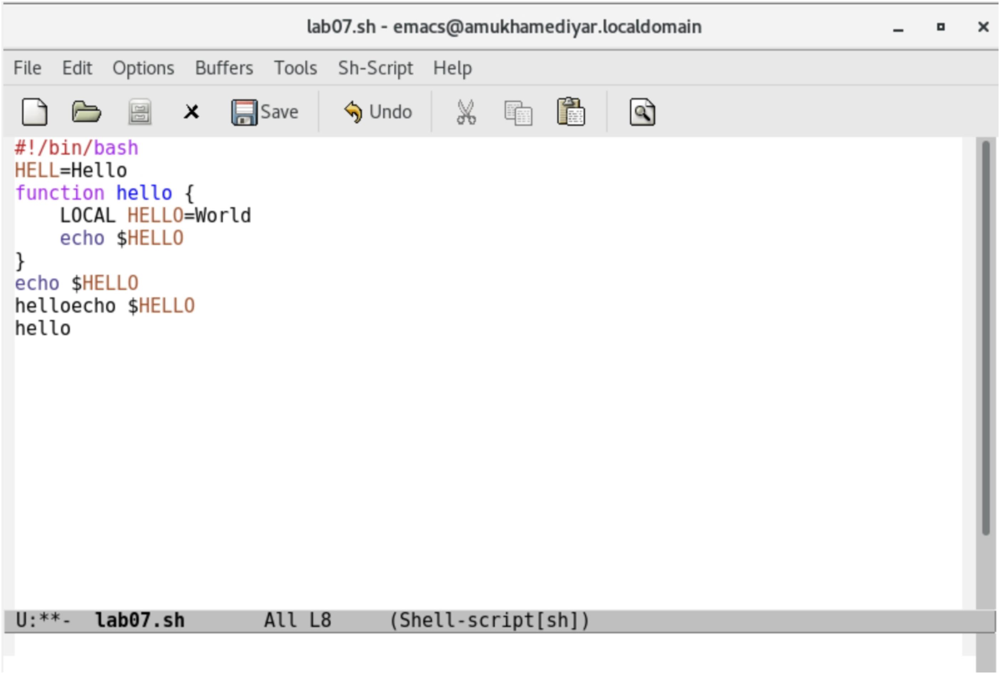 lab07.sh - emacs@amukhamediyar.localdomain
File Edit Options Buffers Tools Sh-Script Help
Save Undo
#!/bin/bash
HELL=Hello
function hello {
    LOCAL HELLO=World
    echo $HELLO
}
echo $HELLO
helloecho $HELLO
hello
U:**-  lab07.sh       All L8     (Shell-script[sh])